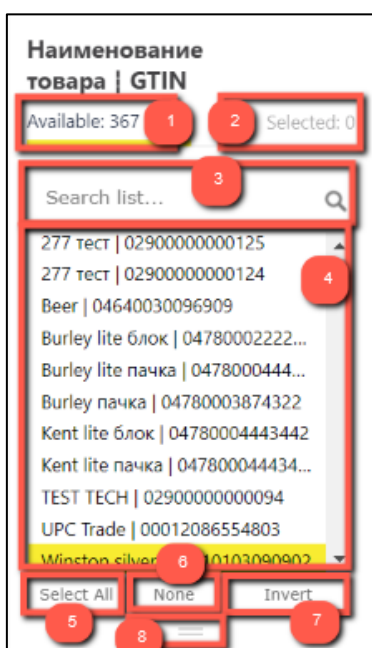 Наименование
товара | GTIN
Available: 367 1 2 Selected: 0
3
Search list...
277 тест | 02900000000125
277 тест | 02900000000124 4
Beer | 04640030096909
Burley lite блок | 04780002222...
Burley lite пачка | 0478000444...
Burley пачка | 04780003874322
Kent lite блок | 04780004443442
Kent lite пачка | 047800044434...
TEST TECH | 02900000000094
UPC Trade | 00012086554803
Winston silver 10103090902
6
Select All None Invert
5 7
8